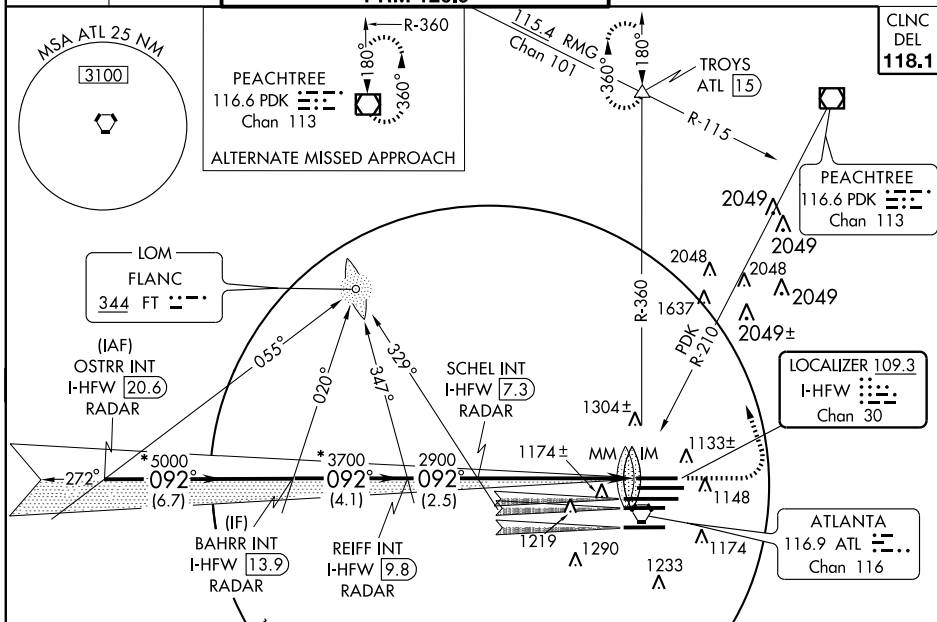 MSA ATL 25 NM
3100
R-360
180°
360°
PEACHTREE
116.6 PDK
Chan 113
ALTERNATE MISSED APPROACH
115.4 RMG
Chan 101
180°
360°
TROYS
ATL 15
R-115
CLNC
DEL
118.1
PEACHTREE
116.6 PDK
Chan 113
2049
2049
2048
2048
2049
1637
2049±
R-360
PDK
R-210
LOM
FLANC
344 FT
(IAF)
OSTRR INT
I-HFW 20.6
RADAR
055°
020°
347°
329°
SCHEL INT
I-HFW 7.3
RADAR
LOCALIZER 109.3
I-HFW
Chan 30
1304±
1174±
MM
IM
1133±
272°
*5000
092°
(6.7)
*3700
092°
(4.1)
2900
092°
(2.5)
1148
1219
1290
1174
1233
(IF)
BAHRR INT
I-HFW 13.9
RADAR
REIFF INT
I-HFW 9.8
RADAR
ATLANTA
116.9 ATL
Chan 116